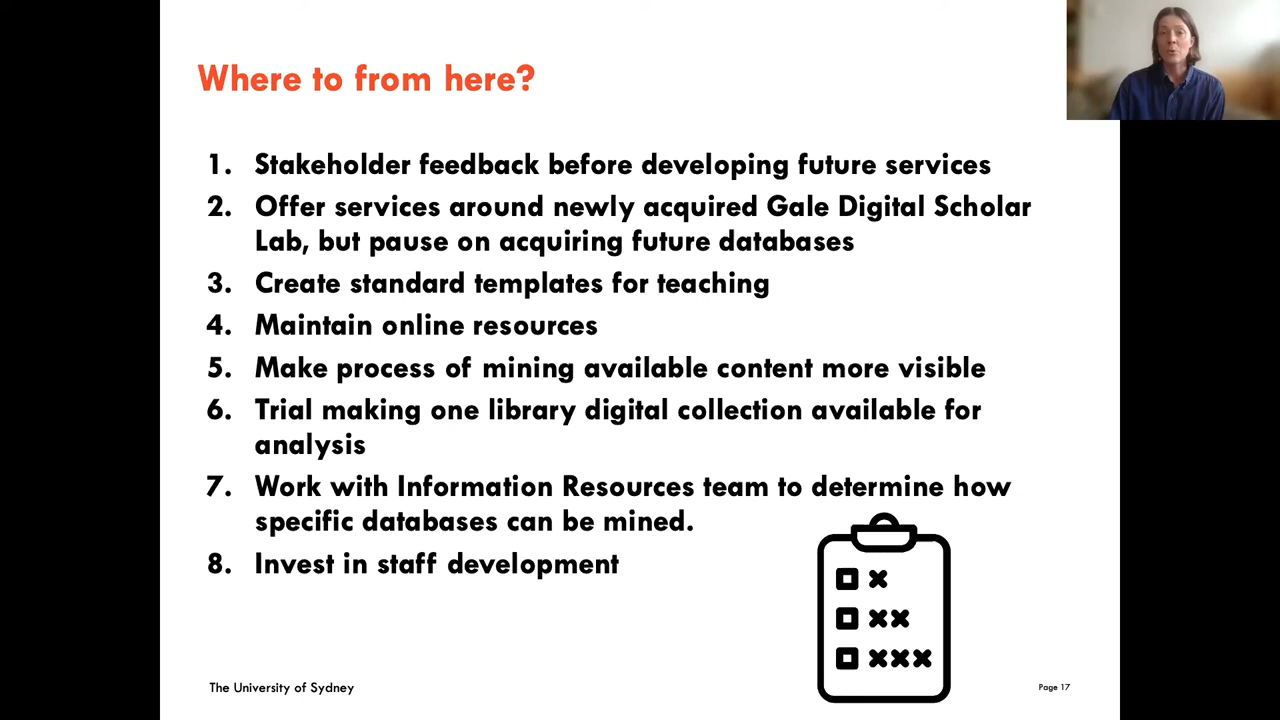 Where to from here?
1. Stakeholder feedback before developing future services
2. Offer services around newly acquired Gale Digital Scholar
Lab, but pause on acquiring future databases
3. Create standard templates for teaching
4. Maintain online resources
5. Make process of mining available content more visible
6. Trial making one library digital collection available for
analysis
7. Work with Information Resources team to determine how
specific databases can be mined.
8. Invest in staff development
The University of Sydney
Page 17